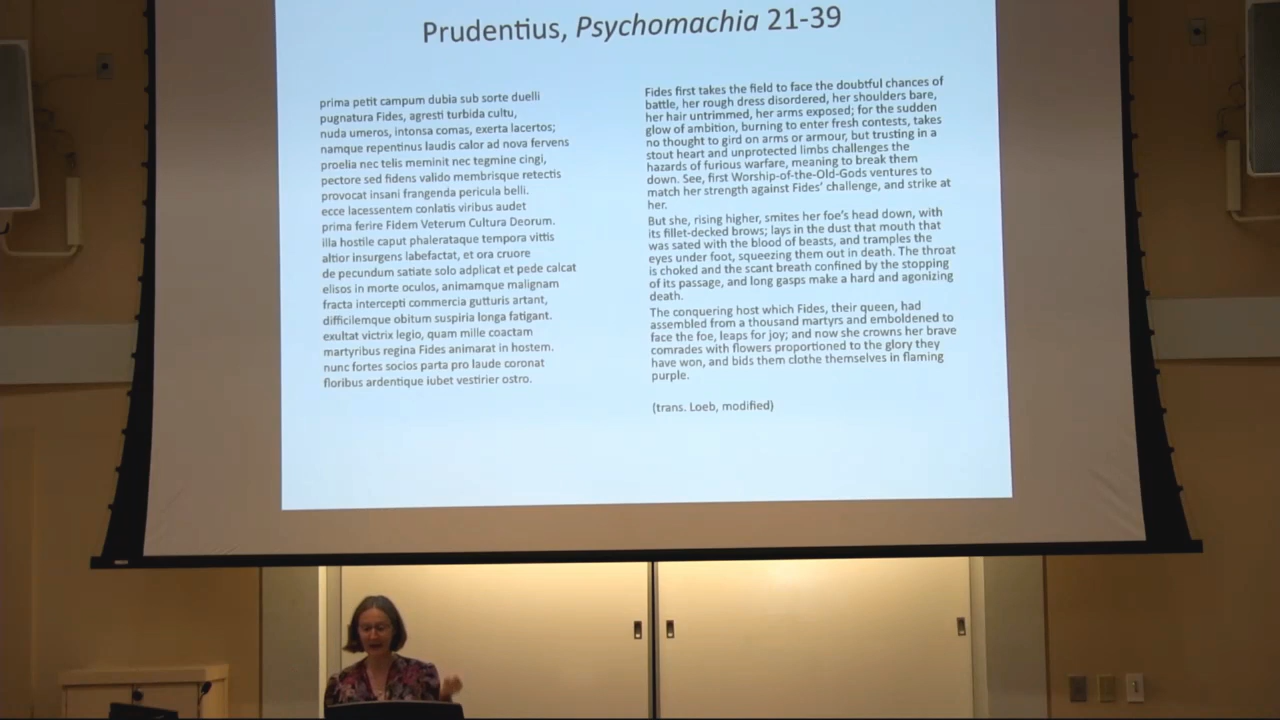 Prudentius, Psychomachia 21-39
prima petit campum dubia sub sorte duelli
pugnatura Fides, agresti turbida cultu,
nuda umeros, intonsa comas, exerta lacertos;
namque repentinus laudis calor ad nova fervens
proelia nec telis meminit nec tegmine cingi,
pectore sed fidens valido membrisque retectis
provocat insani frangenda pericula belli.
ecce lacessentem conlatis viribus audet
prima ferire Fidem Veterum Cultura Deorum.
illa hostile caput phalerataque tempora vittis
altior insurgens labefactat, et ora cruore
de pecundum satiate solo adplicat et pede calcat
elisos in morte oculos, animamque malignam
fracta intercepti commercia gutturis artant,
difficilemque obitum suspiria longa fatigant.
exultat victrix legio, quam mille coactam
martyribus regina Fides animarat in hostem.
nunc fortes socios parta pro laude coronat
floribus ardentique iubet vestirier ostro.
Fides first takes the field to face the doubtful chances of
battle, her rough dress disordered, her shoulders bare,
her hair untrimmed, her arms exposed; for the sudden
glow of ambition, burning to enter fresh contests, takes
no thought to gird on arms or armour, but trusting in a
stout heart and unprotected limbs challenges the
hazards of furious warfare, meaning to break them
down. See, first Worship-of-the-Old-Gods ventures to
match her strength against Fides' challenge, and strike at
her.
But she, rising higher, smites her foe's head down, with
its fillet-decked brows; lays in the dust that mouth that
was sated with the blood of beasts, and tramples the
eyes under foot, squeezing them out in death. The throat
is choked and the scant breath confined by the stopping
of its passage, and long gasps make a hard and agonizing
death.
The conquering host which Fides, their queen, had
assembled from a thousand martyrs and emboldened to
face the foe, leaps for joy; and now she crowns her brave
comrades with flowers proportioned to the glory they
have won, and bids them clothe themselves in flaming
purple.
(trans. Loeb, modified)